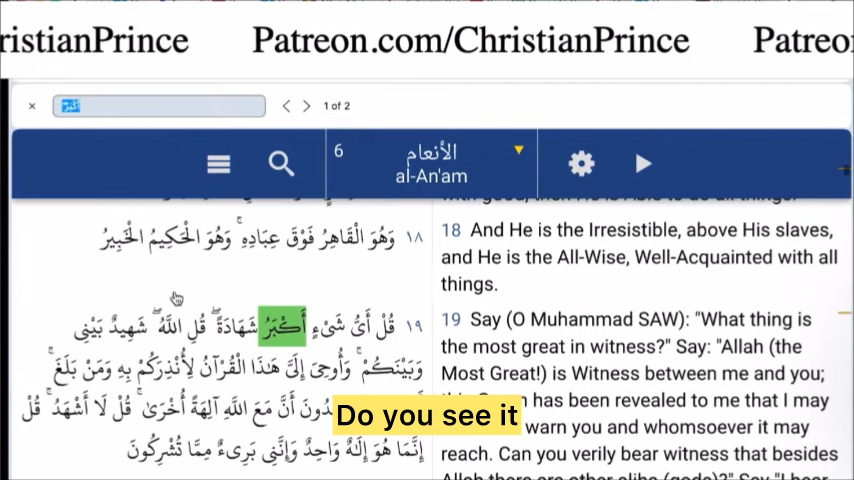 ristianPrince Patreon.com/ChristianPrince Patreo
أكبر
1 of 2
6
الأنعام
al-An'am
١٨ وَهُوَ الْقَاهِرُ فَوْقَ عِبَادِهِ ۚ وَهُوَ الْحَكِيمُ الْخَبِيرُ
١٩ قُلْ أَىُّ شَىْءٍ أَكْبَرُ شَهَادَةً ۖ قُلِ اللَّهُ ۖ شَهِيدٌ بَيْنِى
وَبَيْنَكُمْ ۚ وَأُوحِىَ إِلَىَّ هَٰذَا الْقُرْآنُ لِأُنْذِرَكُمْ بِهِ وَمَنْ بَلَغَ ۚ
أَنَّ مَعَ اللَّهِ آلِهَةً أُخْرَىٰ ۚ قُلْ لَا أَشْهَدُ ۚ قُلْ
إِنَّمَا هُوَ إِلَٰهٌ وَاحِدٌ وَإِنَّنِى بَرِىءٌ مِمَّا تُشْرِكُونَ
18 And He is the Irresistible, above His slaves,
and He is the All-Wise, Well-Acquainted with all
things.
19 Say (O Muhammad SAW): "What thing is
the most great in witness?" Say: "Allah (the
Most Great!) is Witness between me and you;
has been revealed to me that I may
warn you and whomsoever it may
reach. Can you verily bear witness that besides
Do you see it